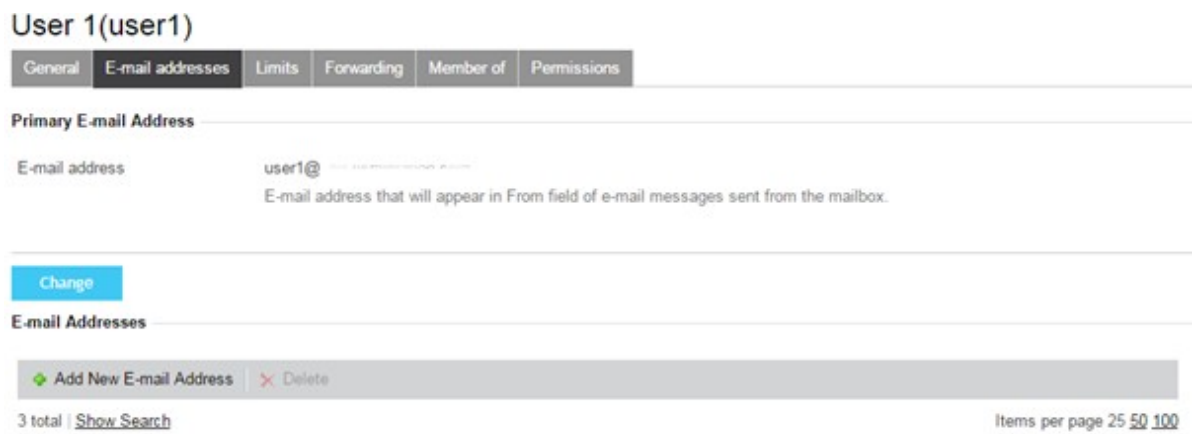 User 1(user1)
General E-mail addresses Limits Forwarding Member of Permissions
Primary E-mail Address
E-mail address user1@
E-mail address that will appear in From field of e-mail messages sent from the mailbox.
Change
E-mail Addresses
Add New E-mail Address Delete
3 total | Show Search Items per page 25 50 100